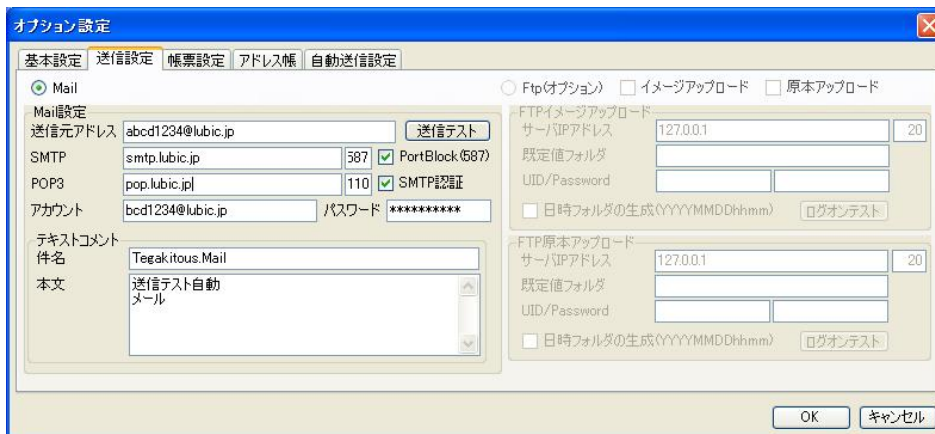 オプション設定
基本設定 送信設定 帳票設定 アドレス帳 自動送信設定
Mail
Mail設定
送信元アドレス abcd1234@lubic.jp 送信テスト
SMTP smtp.lubic.jp 587 PortBlock(587)
POP3 pop.lubic.jp 110 SMTP認証
アカウント bcd1234@lubic.jp パスワード **********
テキストコメント
件名 Tegakitous.Mail
本文 送信テスト自動
メール
Ftp(オプション) イメージアップロード 原本アップロード
FTPイメージアップロード
サーバIPアドレス 127.0.0.1 20
既定値フォルダ
UID/Password
日時フォルダの生成(YYYYMMDDhhmm) ログオンテスト
FTP原本アップロード
サーバIPアドレス 127.0.0.1 20
既定値フォルダ
UID/Password
日時フォルダの生成(YYYYMMDDhhmm) ログオンテスト
OK キャンセル